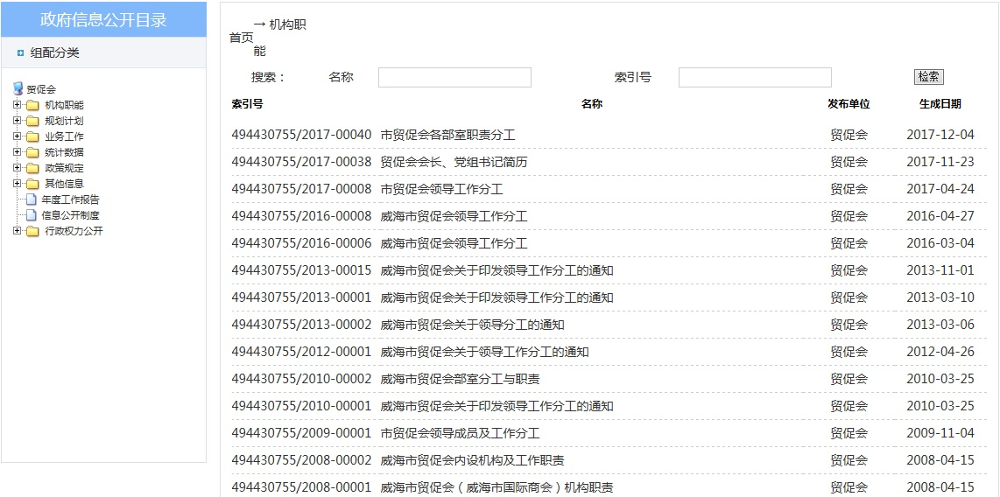 政府信息公开目录
组配分类
贸促会
机构职能
规划计划
业务工作
统计数据
政策规定
其他信息
年度工作报告
信息公开制度
行政权力公开
首页 → 机构职
能
搜索： 名称 索引号 检索
索引号 名称 发布单位 生成日期
494430755/2017-00040 市贸促会各部室职责分工 贸促会 2017-12-04
494430755/2017-00038 贸促会会长、党组书记简历 贸促会 2017-11-23
494430755/2017-00008 市贸促会领导工作分工 贸促会 2017-04-24
494430755/2016-00008 威海市贸促会领导工作分工 贸促会 2016-04-27
494430755/2016-00006 威海市贸促会领导工作分工 贸促会 2016-03-04
494430755/2013-00015 威海市贸促会关于印发领导工作分工的通知 贸促会 2013-11-01
494430755/2013-00001 威海市贸促会关于印发领导工作分工的通知 贸促会 2013-03-10
494430755/2013-00002 威海市贸促会关于领导分工的通知 贸促会 2013-03-06
494430755/2012-00001 威海市贸促会关于领导工作分工的通知 贸促会 2012-04-26
494430755/2010-00002 威海市贸促会部室分工与职责 贸促会 2010-03-25
494430755/2010-00001 威海市贸促会关于印发领导工作分工的通知 贸促会 2010-03-25
494430755/2009-00001 市贸促会领导成员及工作分工 贸促会 2009-11-04
494430755/2008-00002 威海市贸促会内设机构及工作职责 贸促会 2008-04-15
494430755/2008-00001 威海市贸促会（威海市国际商会）机构职责 贸促会 2008-04-15